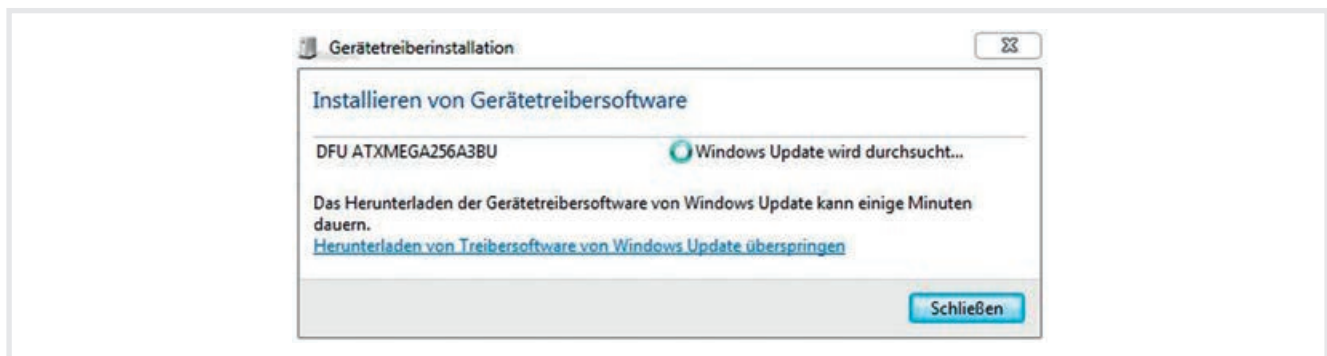 Gerätetreiberinstallation
Installieren von Gerätetreibersoftware
DFU ATXMEGA256A3BU Windows Update wird durchsucht...
Das Herunterladen der Gerätetreibersoftware von Windows Update kann einige Minuten
dauern.
Herunterladen von Treibersoftware von Windows Update überspringen
Schließen